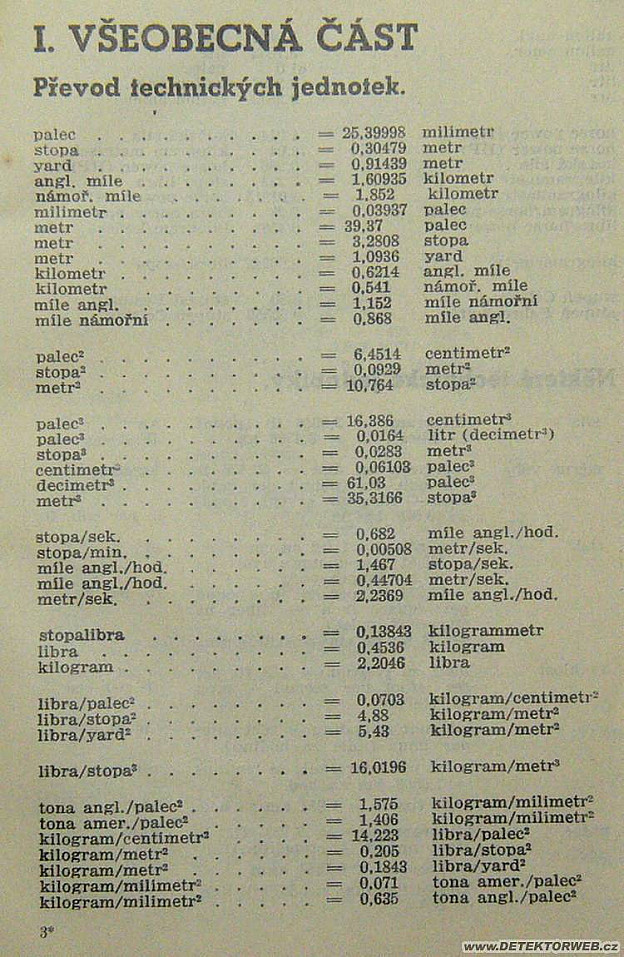 I. VŠEOBECNÁ ČÁST
Převod technických jednotek.
palec . . . . . . . . . . = 25,39998 milimetr
stopa . . . . . . . . . . = 0,30479 metr
yard . . . . . . . . . . = 0,91439 metr
angl. míle . . . . . . . . = 1,60935 kilometr
námoř. míle . . . . . . . = 1.852 kilometr
milimetr . . . . . . . . . = 0,03937 palec
metr . . . . . . . . . . = 39,37 palec
metr . . . . . . . . . . = 3,2808 stopa
metr . . . . . . . . . . = 1,0936 yard
kilometr . . . . . . . . . = 0,6214 angl. míle
kilometr . . . . . . . . . = 0,541 námoř. míle
míle angl. . . . . . . . . = 1,152 míle námořní
míle námořní . . . . . . . = 0,868 míle angl.
palec² . . . . . . . . . . = 6,4514 centimetr²
stopa² . . . . . . . . . . = 0,0929 metr²
metr² . . . . . . . . . . = 10,764 stopa²
palec³ . . . . . . . . . . = 16,386 centimetr³
palec³ . . . . . . . . . . = 0,0164 litr (decimetr³)
stopa³ . . . . . . . . . . = 0,0283 metr³
centimetr³ . . . . . . . . = 0,06103 palec³
decimetr³ . . . . . . . . . = 61,03 palec³
metr³ . . . . . . . . . . = 35,3166 stopa³
stopa/sek. . . . . . . . . = 0,682 míle angl./hod.
stopa/min. . . . . . . . . = 0,00508 metr/sek.
míle angl./hod. . . . . . . = 1,467 stopa/sek.
míle angl./hod. . . . . . . = 0,44704 metr/sek.
metr/sek. . . . . . . . . = 2,2369 míle angl./hod.
stopalibra . . . . . . . . = 0,13843 kilogrammetr
libra . . . . . . . . . . = 0,4536 kilogram
kilogram . . . . . . . . . = 2,2046 libra
libra/palec² . . . . . . . = 0,0703 kilogram/centimetr²
libra/stopa² . . . . . . . = 4,88 kilogram/metr²
libra/yard² . . . . . . . . = 5,43 kilogram/metr²
libra/stopa³ . . . . . . . = 16,0196 kilogram/metr³
tona angl./palec² . . . . . = 1,575 kilogram/milimetr²
tona amer./palec² . . . . . = 1,406 kilogram/milimetr²
kilogram/centimetr² . . . . = 14,223 libra/palec²
kilogram/metr² . . . . . . = 0,205 libra/stopa²
kilogram/metr² . . . . . . = 0,1843 libra/yard²
kilogram/milimetr² . . . . . = 0,071 tona amer./palec²
kilogram/milimetr² . . . . . = 0,635 tona angl./palec²
3*
www.DETEKTORWEB.cz